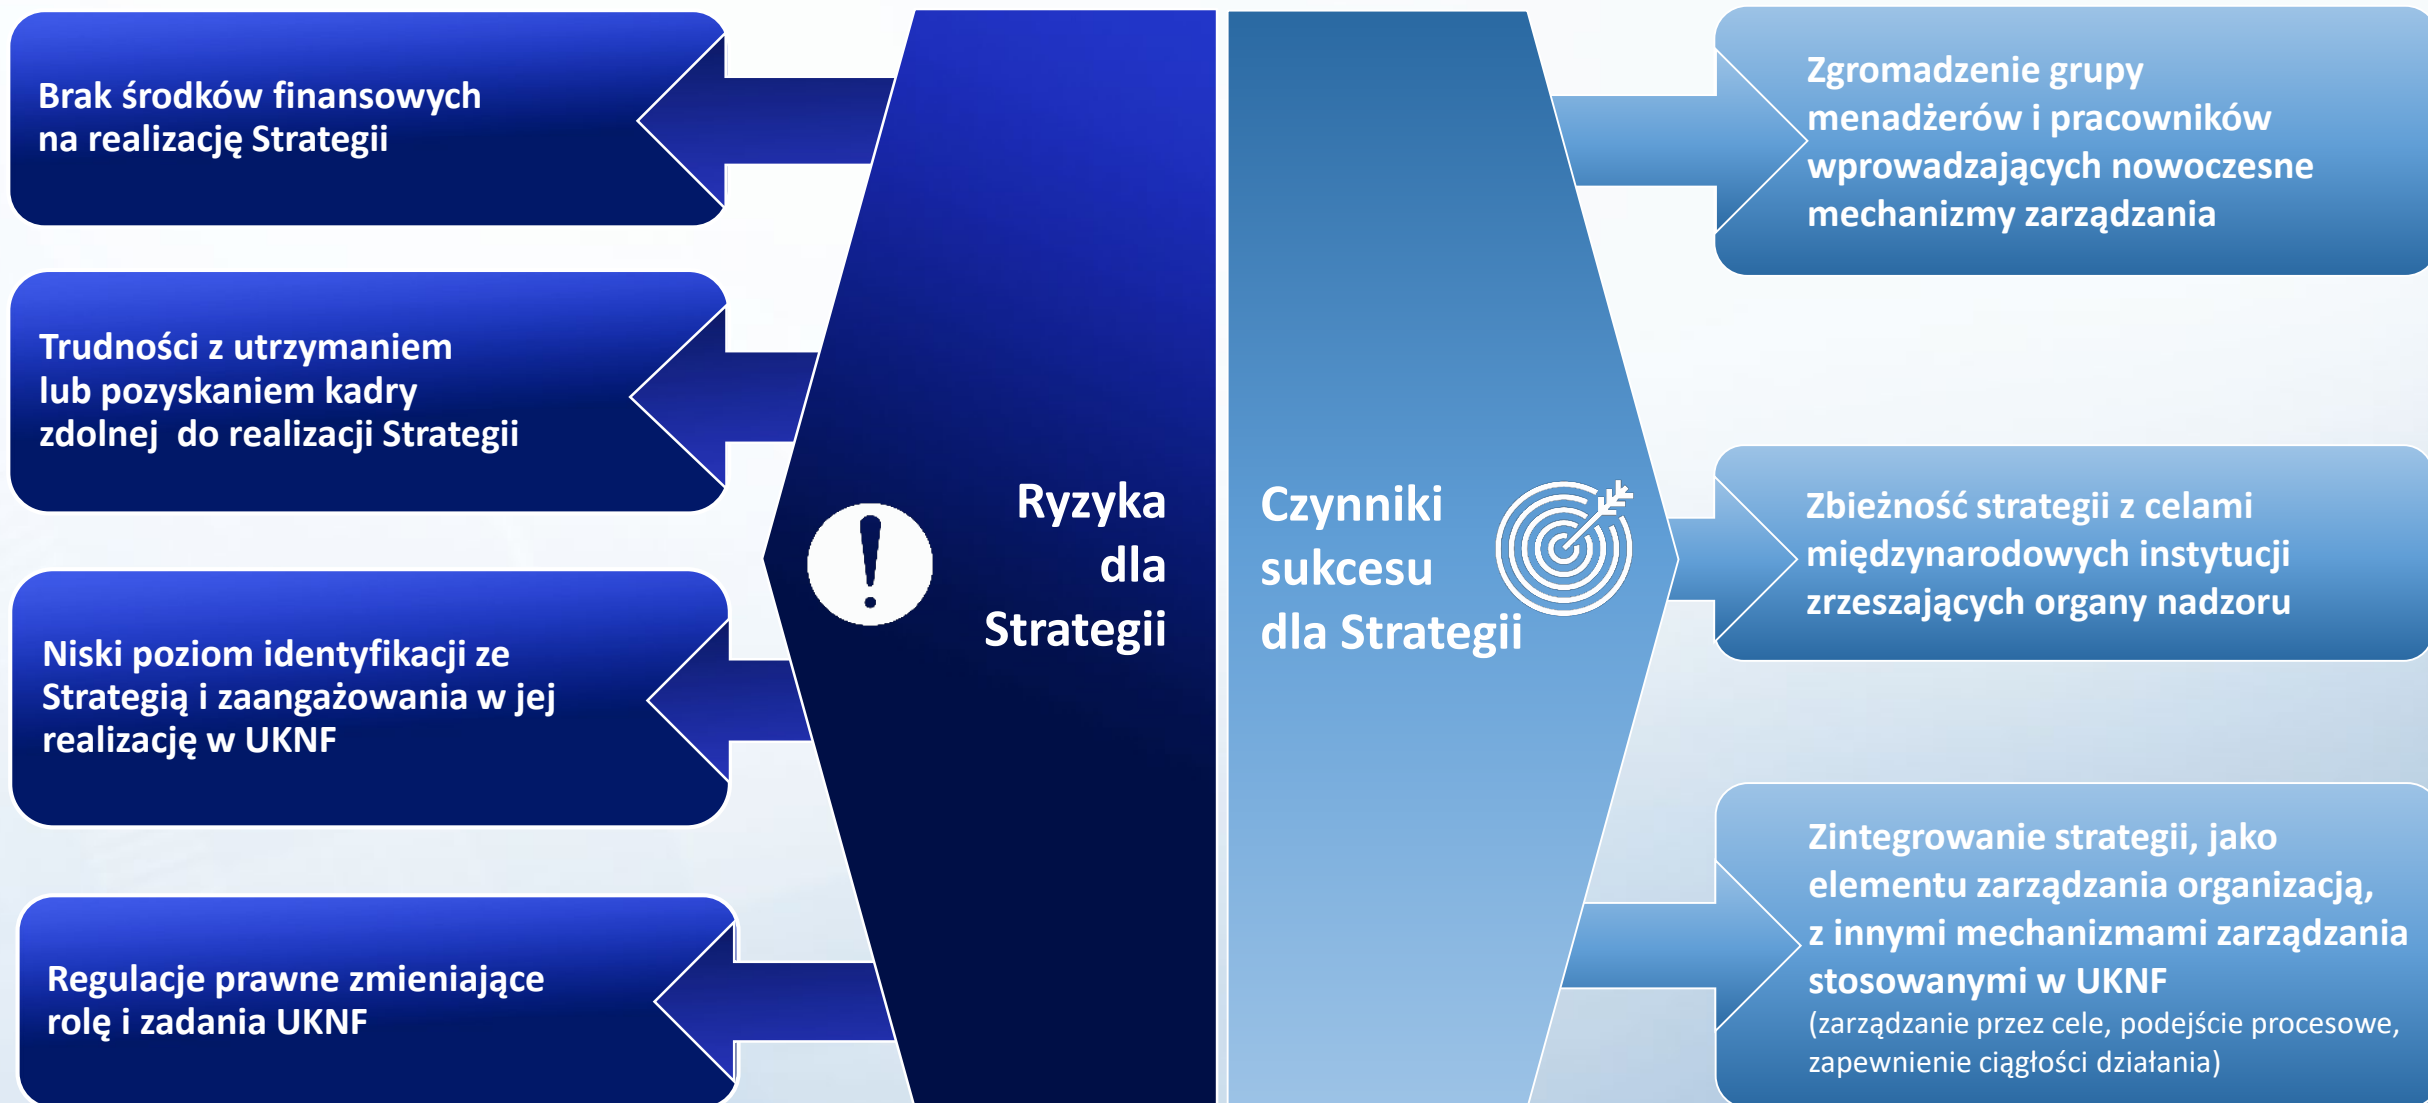 Brak środków finansowych
na realizację Strategii
Trudności z utrzymaniem
lub pozyskaniem kadry
zdolnej  do realizacji Strategii
Niski poziom identyfikacji ze
Strategią i zaangażowania w jej
realizację w UKNF
Regulacje prawne zmieniające
rolę i zadania UKNF
Ryzyka
dla
Strategii
Czynniki
sukcesu
dla Strategii
Zgromadzenie grupy
menadżerów i pracowników
wprowadzających nowoczesne
mechanizmy zarządzania
Zbieżność strategii z celami
międzynarodowych instytucji
zrzeszających organy nadzoru
Zintegrowanie strategii, jako
elementu zarządzania organizacją,
z innymi mechanizmami zarządzania
stosowanymi w UKNF
(zarządzanie przez cele, podejście procesowe,
zapewnienie ciągłości działania)